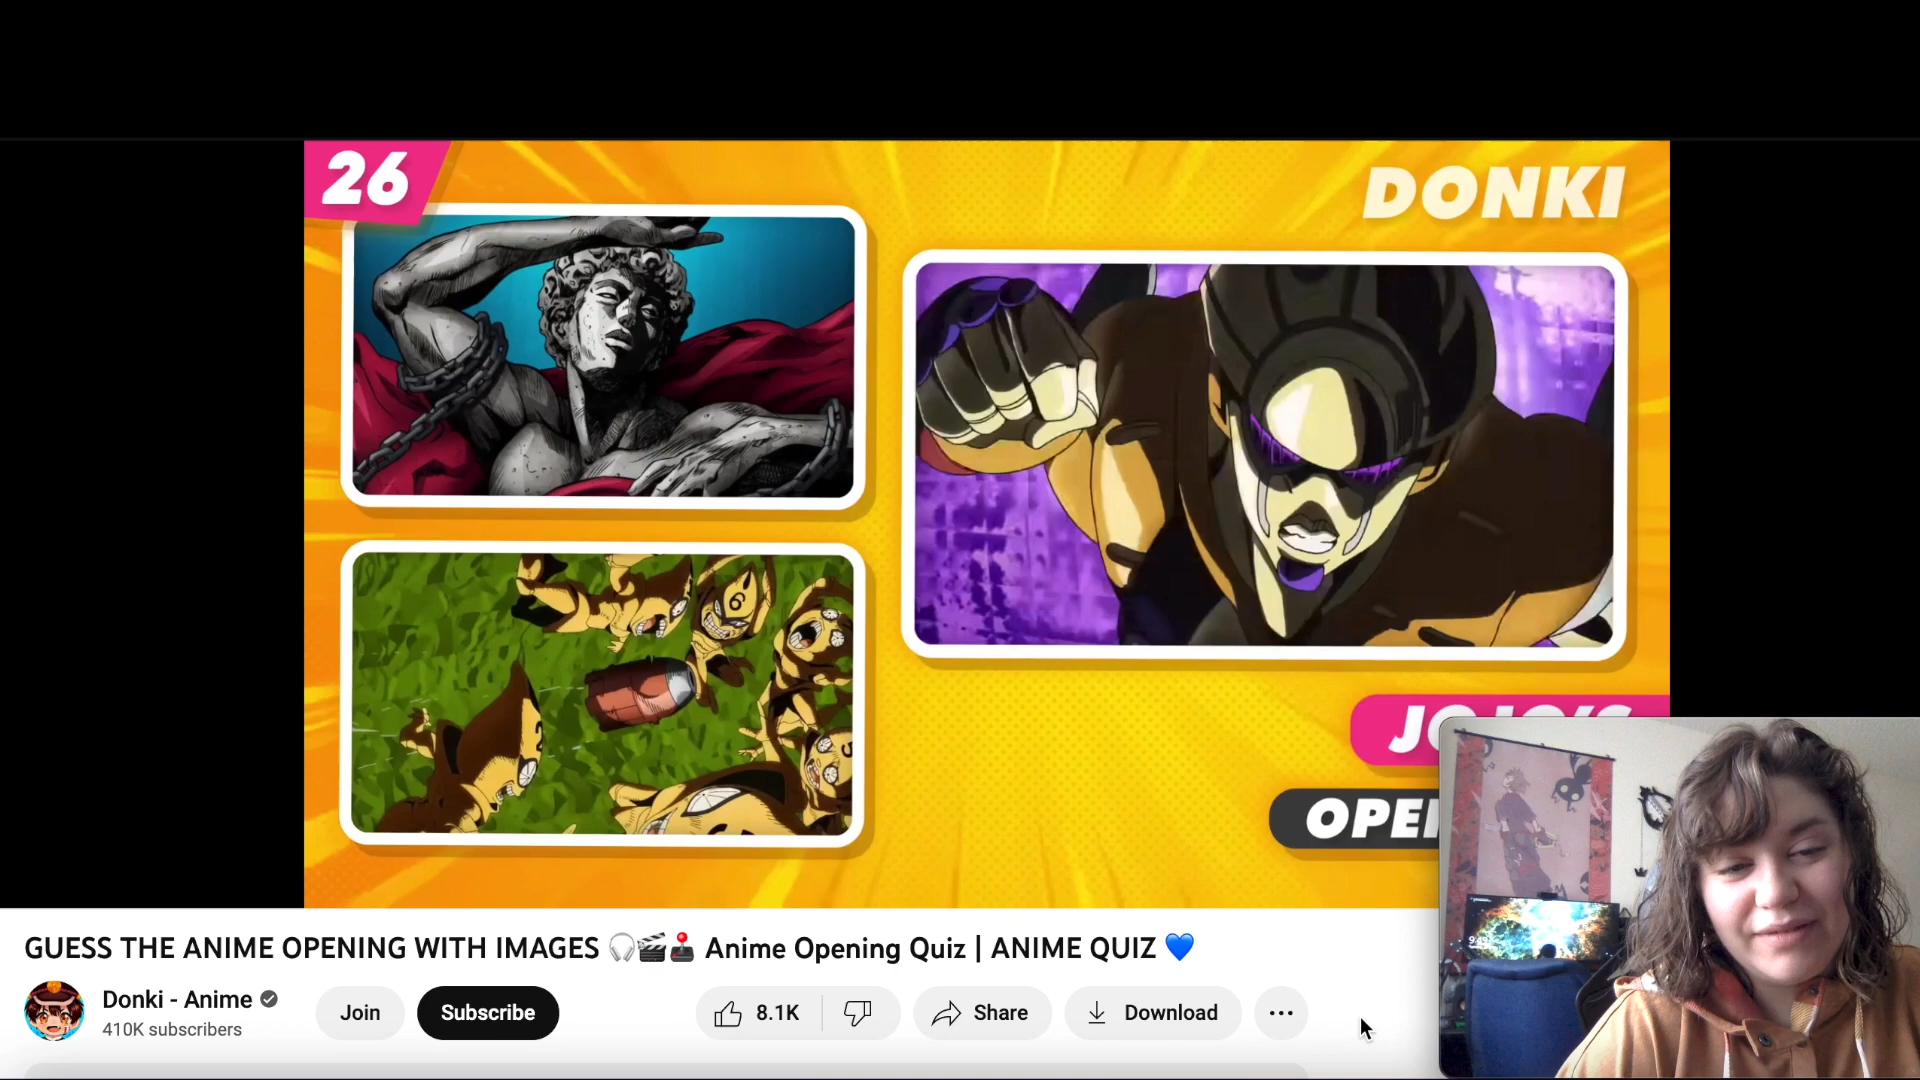 26
DONKI
6
GUESS THE ANIME OPENING WITH IMAGES 🎧🎬🕹️ Anime Opening Quiz | ANIME QUIZ 💙
Donki - Anime
410K subscribers
Join
Subscribe
8.1K
Share
Download